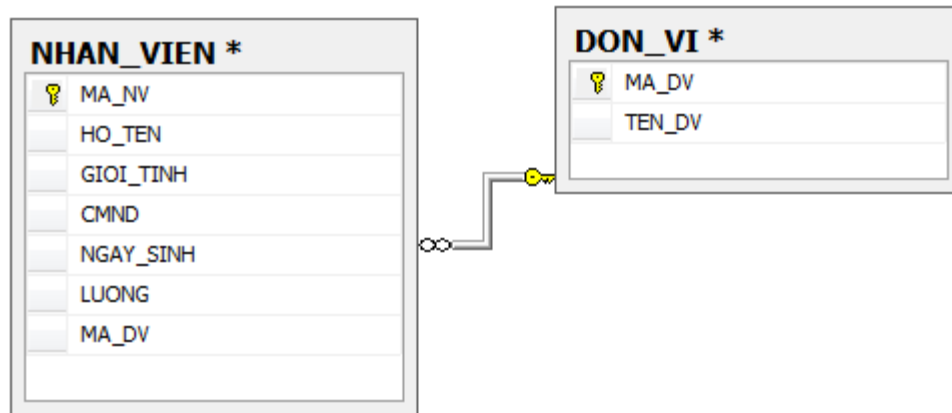 NHAN_VIEN *
MA_NV
HO_TEN
GIOI_TINH
CMND
NGAY_SINH
LUONG
MA_DV
DON_VI *
MA_DV
TEN_DV